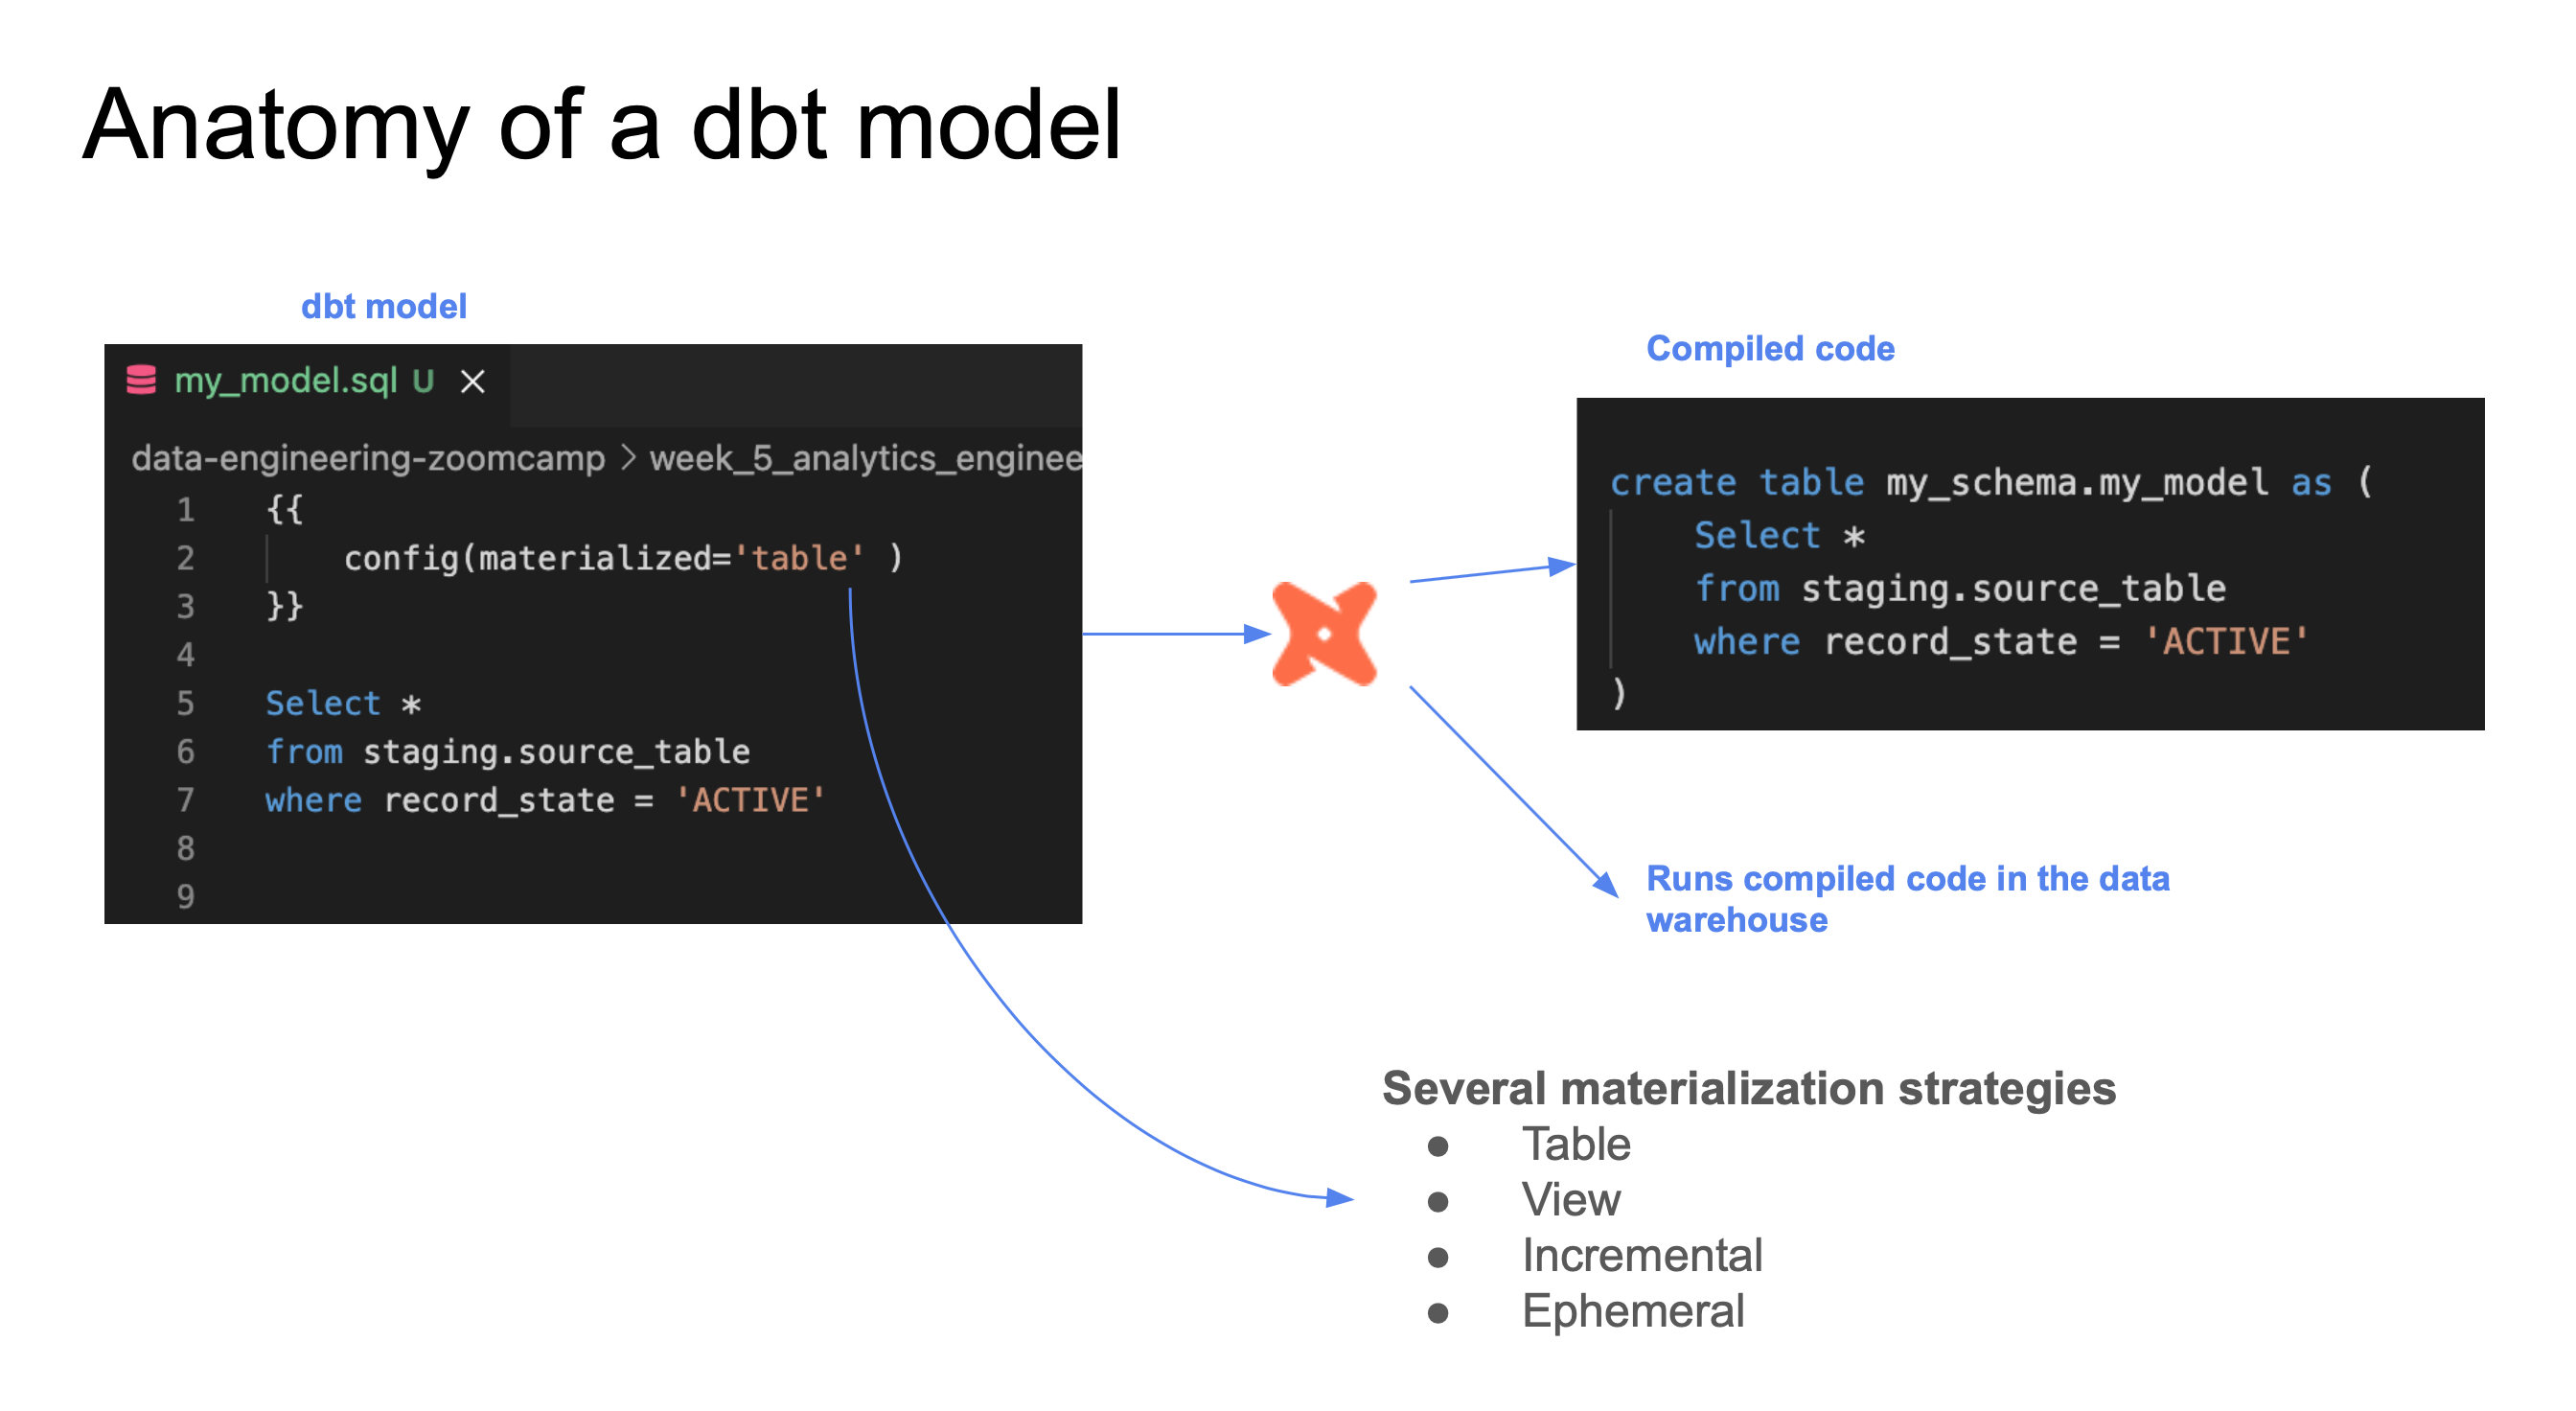 Anatomy of a dbt model
dbt model
my_model.sql U
data-engineering-zoomcamp > week_5_analytics_enginee
1 {{
2 config(materialized='table' )
3 }}
4
5 Select *
6 from staging.source_table
7 where record_state = 'ACTIVE'
8
9
Compiled code
create table my_schema.my_model as (
Select *
from staging.source_table
where record_state = 'ACTIVE'
)
Runs compiled code in the data
warehouse
Several materialization strategies
● Table
● View
● Incremental
● Ephemeral